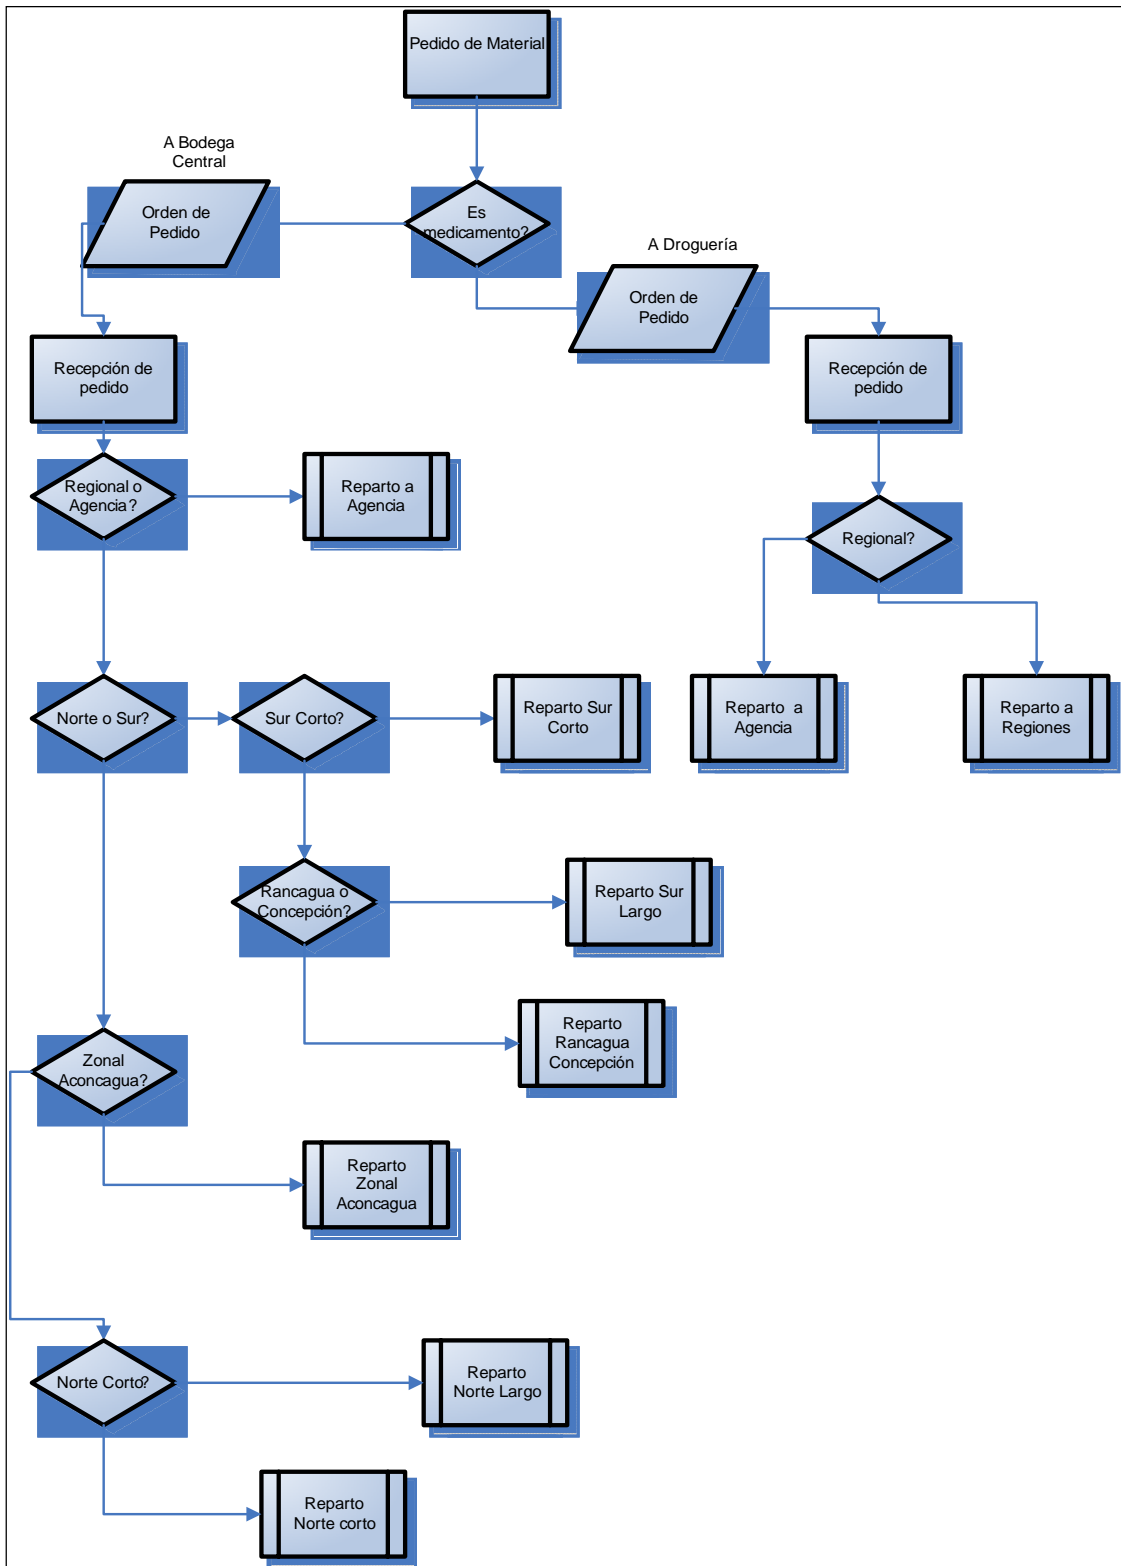 Pedido de Material
A Bodega
Central
Orden de
Pedido
Es
medicamento?
A Droguería
Orden de
Pedido
Recepción de
pedido
Recepción de
pedido
Regional o
Agencia?
Reparto a
Agencia
Regional?
Norte o Sur?
Sur Corto?
Reparto Sur
Corto
Reparto a
Agencia
Reparto a
Regiones
Rancagua o
Concepción?
Reparto Sur
Largo
Reparto
Rancagua
Concepción
Zonal
Aconcagua?
Reparto
Zonal
Aconcagua
Norte Corto?
Reparto
Norte Largo
Reparto
Norte corto